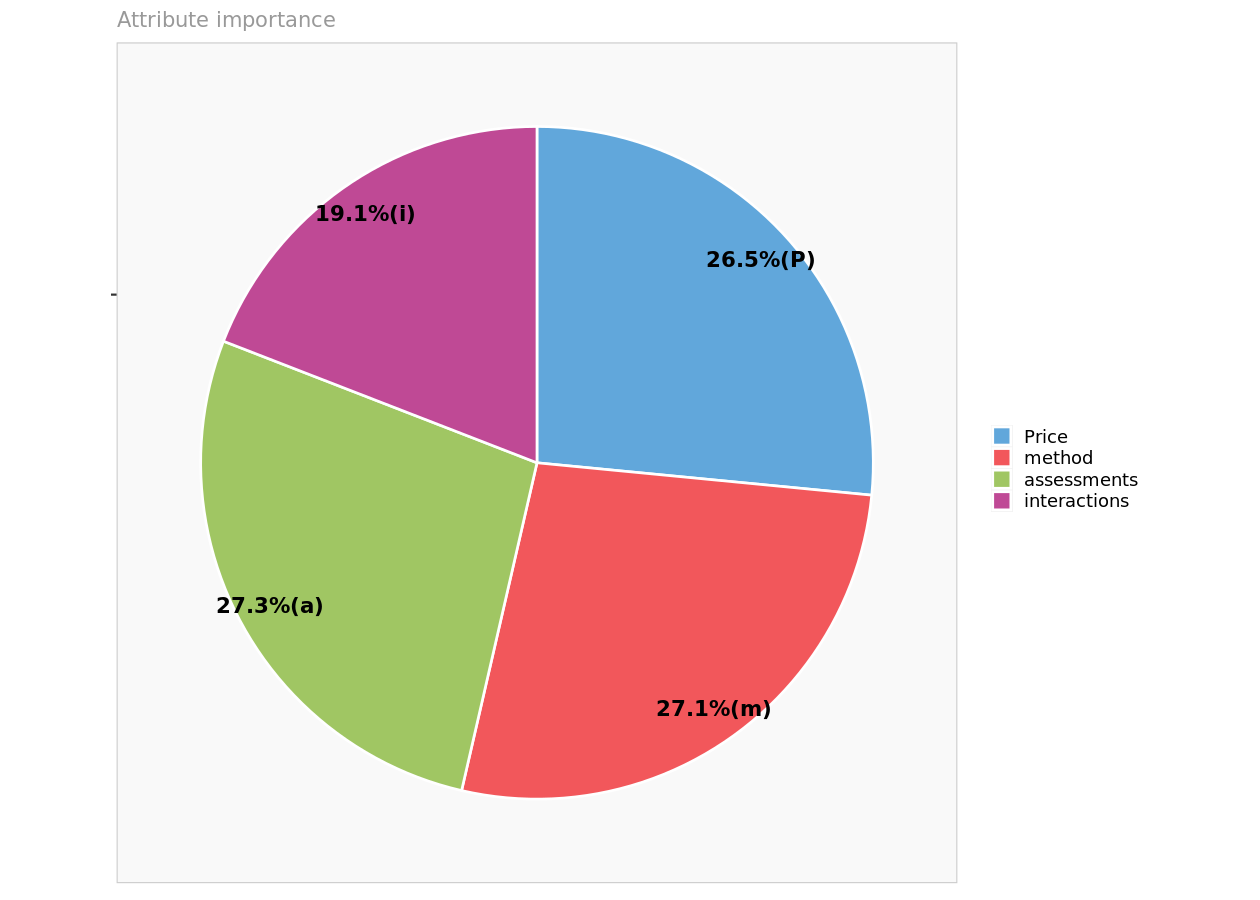 Attribute importance
19.1%(i)
26.5%(P)
27.3%(a)
27.1%(m)
Price
method
assessments
interactions